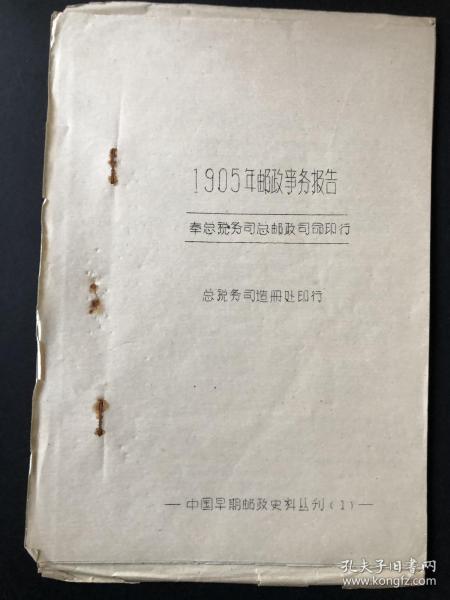 1905年邮政事务报告
奉总税务司总邮政司命印行
总税务司造册处印行
—中国早期邮政史料丛刊(1)—
孔夫子旧书网
www.kongfz.com